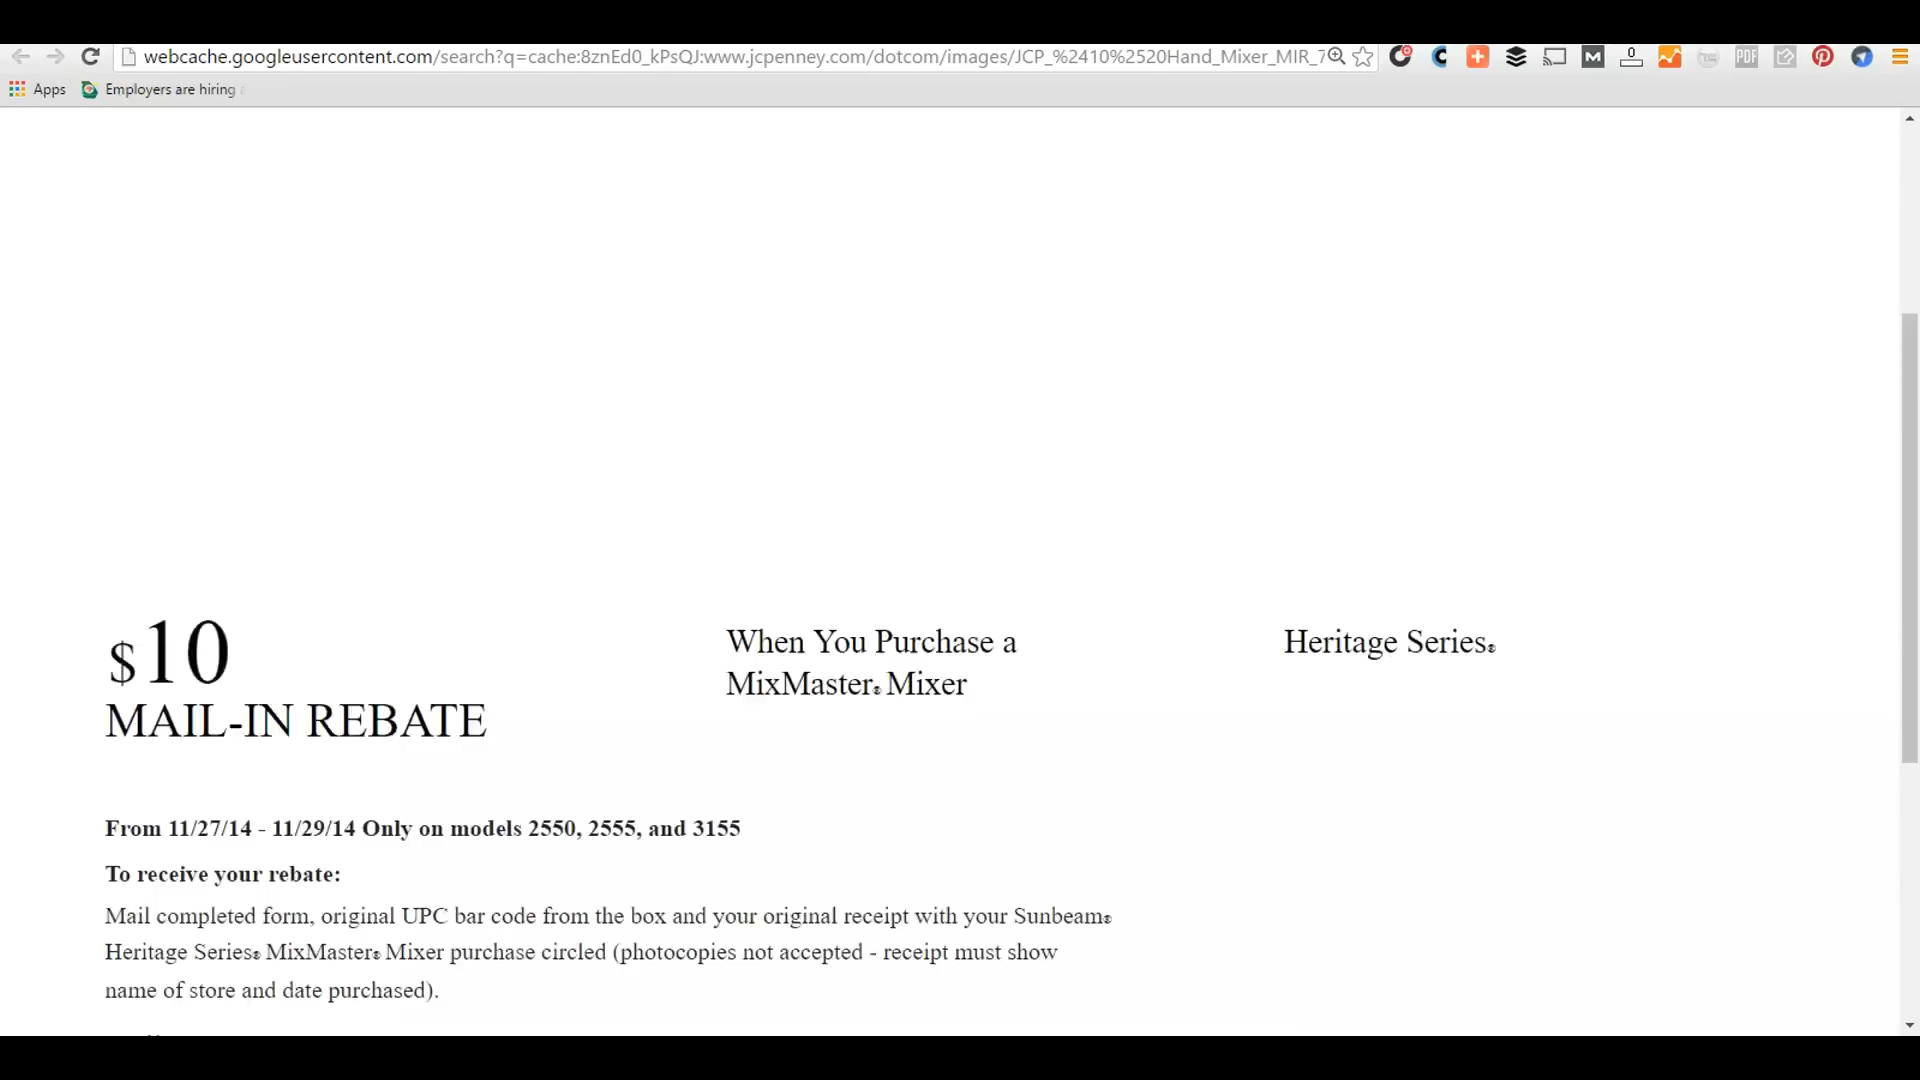 webcache.googleusercontent.com/search?q=cache:8znEd0_kPsQJ:www.jcpenney.com/dotcom/images/JCP_%2410%2520Hand_Mixer_MIR_7
Apps Employers are hiring
$10
MAIL-IN REBATE
When You Purchase a
MixMaster® Mixer
Heritage Series®
From 11/27/14 - 11/29/14 Only on models 2550, 2555, and 3155
To receive your rebate:
Mail completed form, original UPC bar code from the box and your original receipt with your Sunbeam®
Heritage Series® MixMaster® Mixer purchase circled (photocopies not accepted - receipt must show
name of store and date purchased).